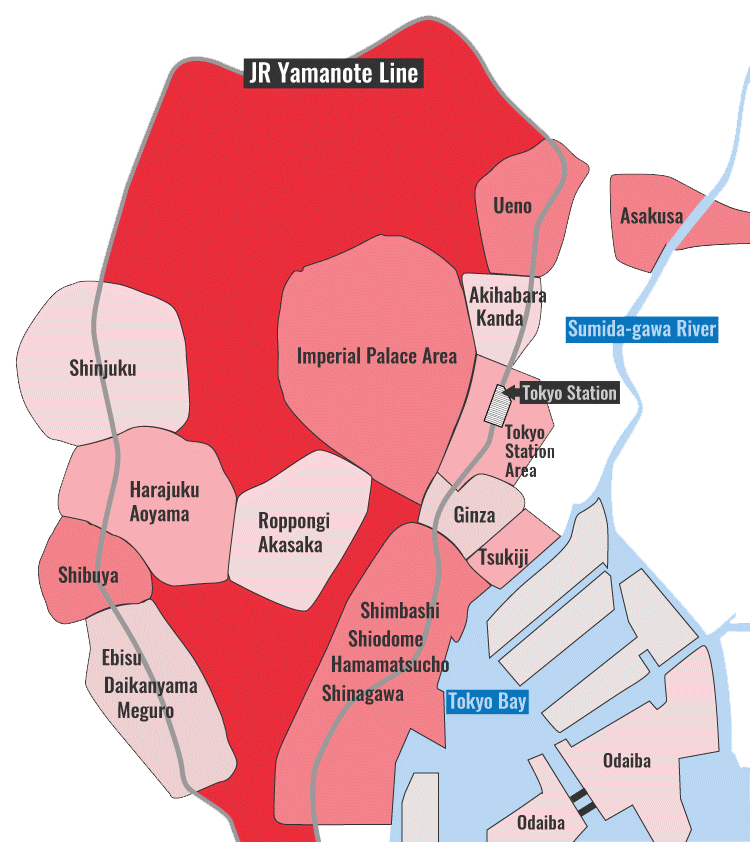 JR Yamanote Line
Ueno
Asakusa
Akihabara
Kanda
Sumida-gawa River
Imperial Palace Area
Shinjuku
Tokyo Station
Tokyo
Station
Area
Harajuku
Aoyama
Roppongi
Akasaka
Ginza
Tsukiji
Shibuya
Shimbashi
Shiodome
Hamamatsucho
Shinagawa
Ebisu
Daikanyama
Meguro
Tokyo Bay
Odaiba
Odaiba